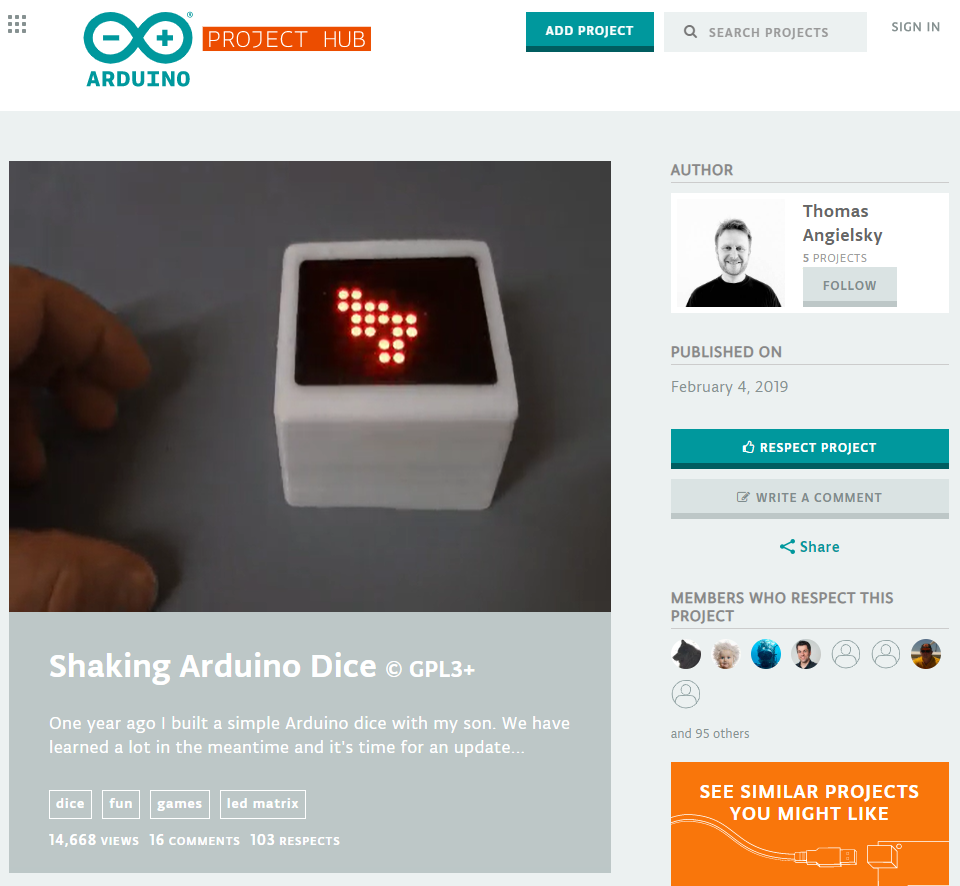 ARDUINO
®
PROJECT HUB
ADD PROJECT
SEARCH PROJECTS
SIGN IN
Shaking Arduino Dice © GPL3+
One year ago I built a simple Arduino dice with my son. We have
learned a lot in the meantime and it's time for an update...
dice fun games led matrix
14,668 VIEWS 16 COMMENTS 103 RESPECTS
AUTHOR
Thomas
Angielsky
5 PROJECTS
FOLLOW
PUBLISHED ON
February 4, 2019
RESPECT PROJECT
WRITE A COMMENT
Share
MEMBERS WHO RESPECT THIS
PROJECT
and 95 others
SEE SIMILAR PROJECTS
YOU MIGHT LIKE